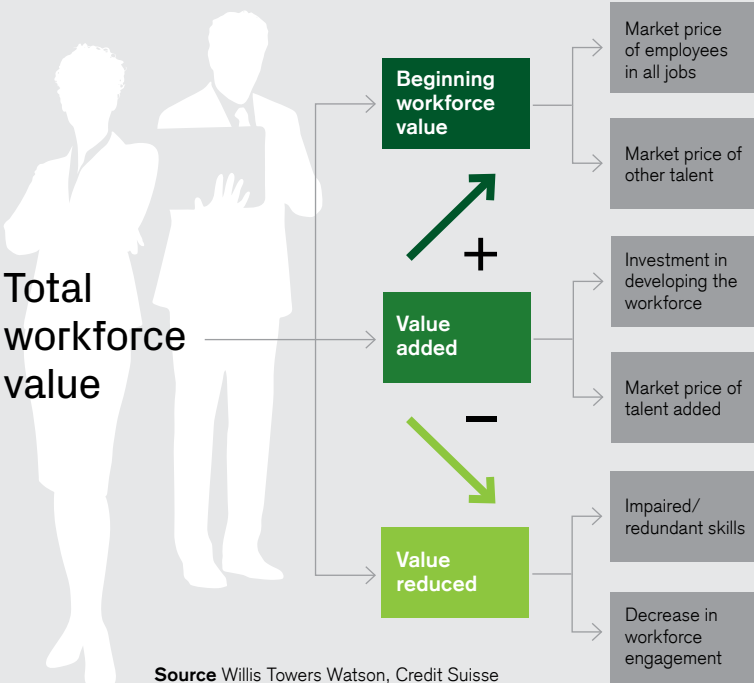 Total
workforce
value
Beginning
workforce
value
Market price
of employees
in all jobs
Market price of
other talent
+
Value
added
Investment in
developing the
workforce
Market price of
talent added
−
Value
reduced
Impaired/
redundant skills
Decrease in
workforce
engagement
Source Willis Towers Watson, Credit Suisse